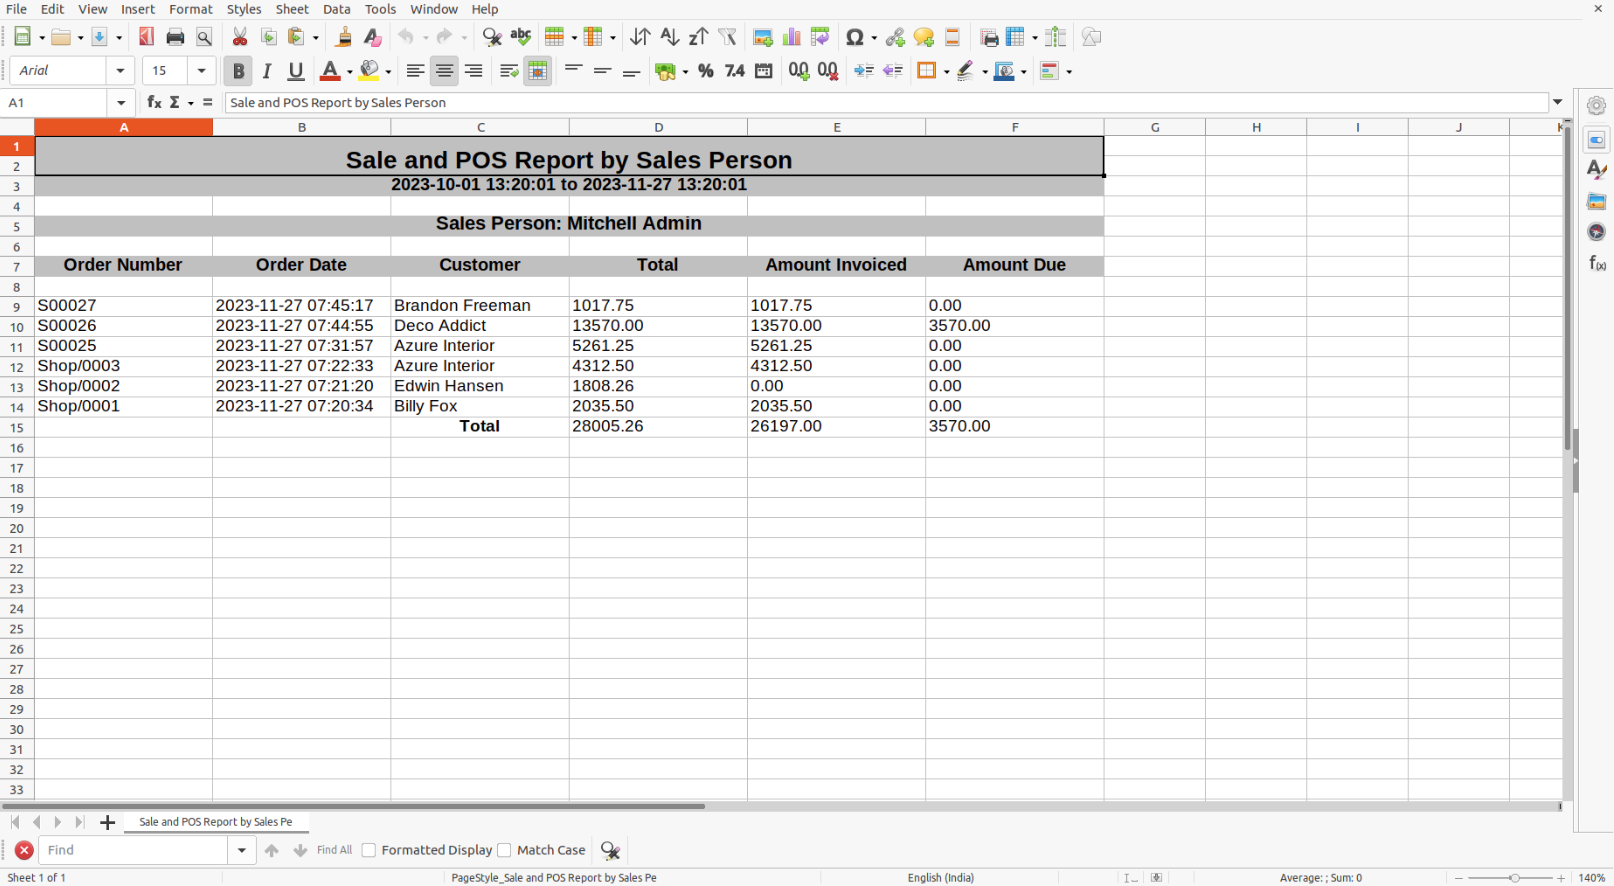 File Edit View Insert Format Styles Sheet Data Tools Window Help
Arial 15
A1 Sale and POS Report by Sales Person
A B C D E F G H I J K
1 Sale and POS Report by Sales Person
2
3 2023-10-01 13:20:01 to 2023-11-27 13:20:01
4
5 Sales Person: Mitchell Admin
6
7 Order Number Order Date Customer Total Amount Invoiced Amount Due
8
9 S00027 2023-11-27 07:45:17 Brandon Freeman 1017.75 1017.75 0.00
10 S00026 2023-11-27 07:44:55 Deco Addict 13570.00 13570.00 3570.00
11 S00025 2023-11-27 07:31:57 Azure Interior 5261.25 5261.25 0.00
12 Shop/0003 2023-11-27 07:22:33 Azure Interior 4312.50 4312.50 0.00
13 Shop/0002 2023-11-27 07:21:20 Edwin Hansen 1808.26 0.00 0.00
14 Shop/0001 2023-11-27 07:20:34 Billy Fox 2035.50 2035.50 0.00
15 Total 28005.26 26197.00 3570.00
16
17
18
19
20
21
22
23
24
25
26
27
28
29
30
31
32
33
Sale and POS Report by Sales Pe
Find Find All Formatted Display Match Case
Sheet 1 of 1 PageStyle_Sale and POS Report by Sales Pe English (India) Average: ; Sum: 0 140%